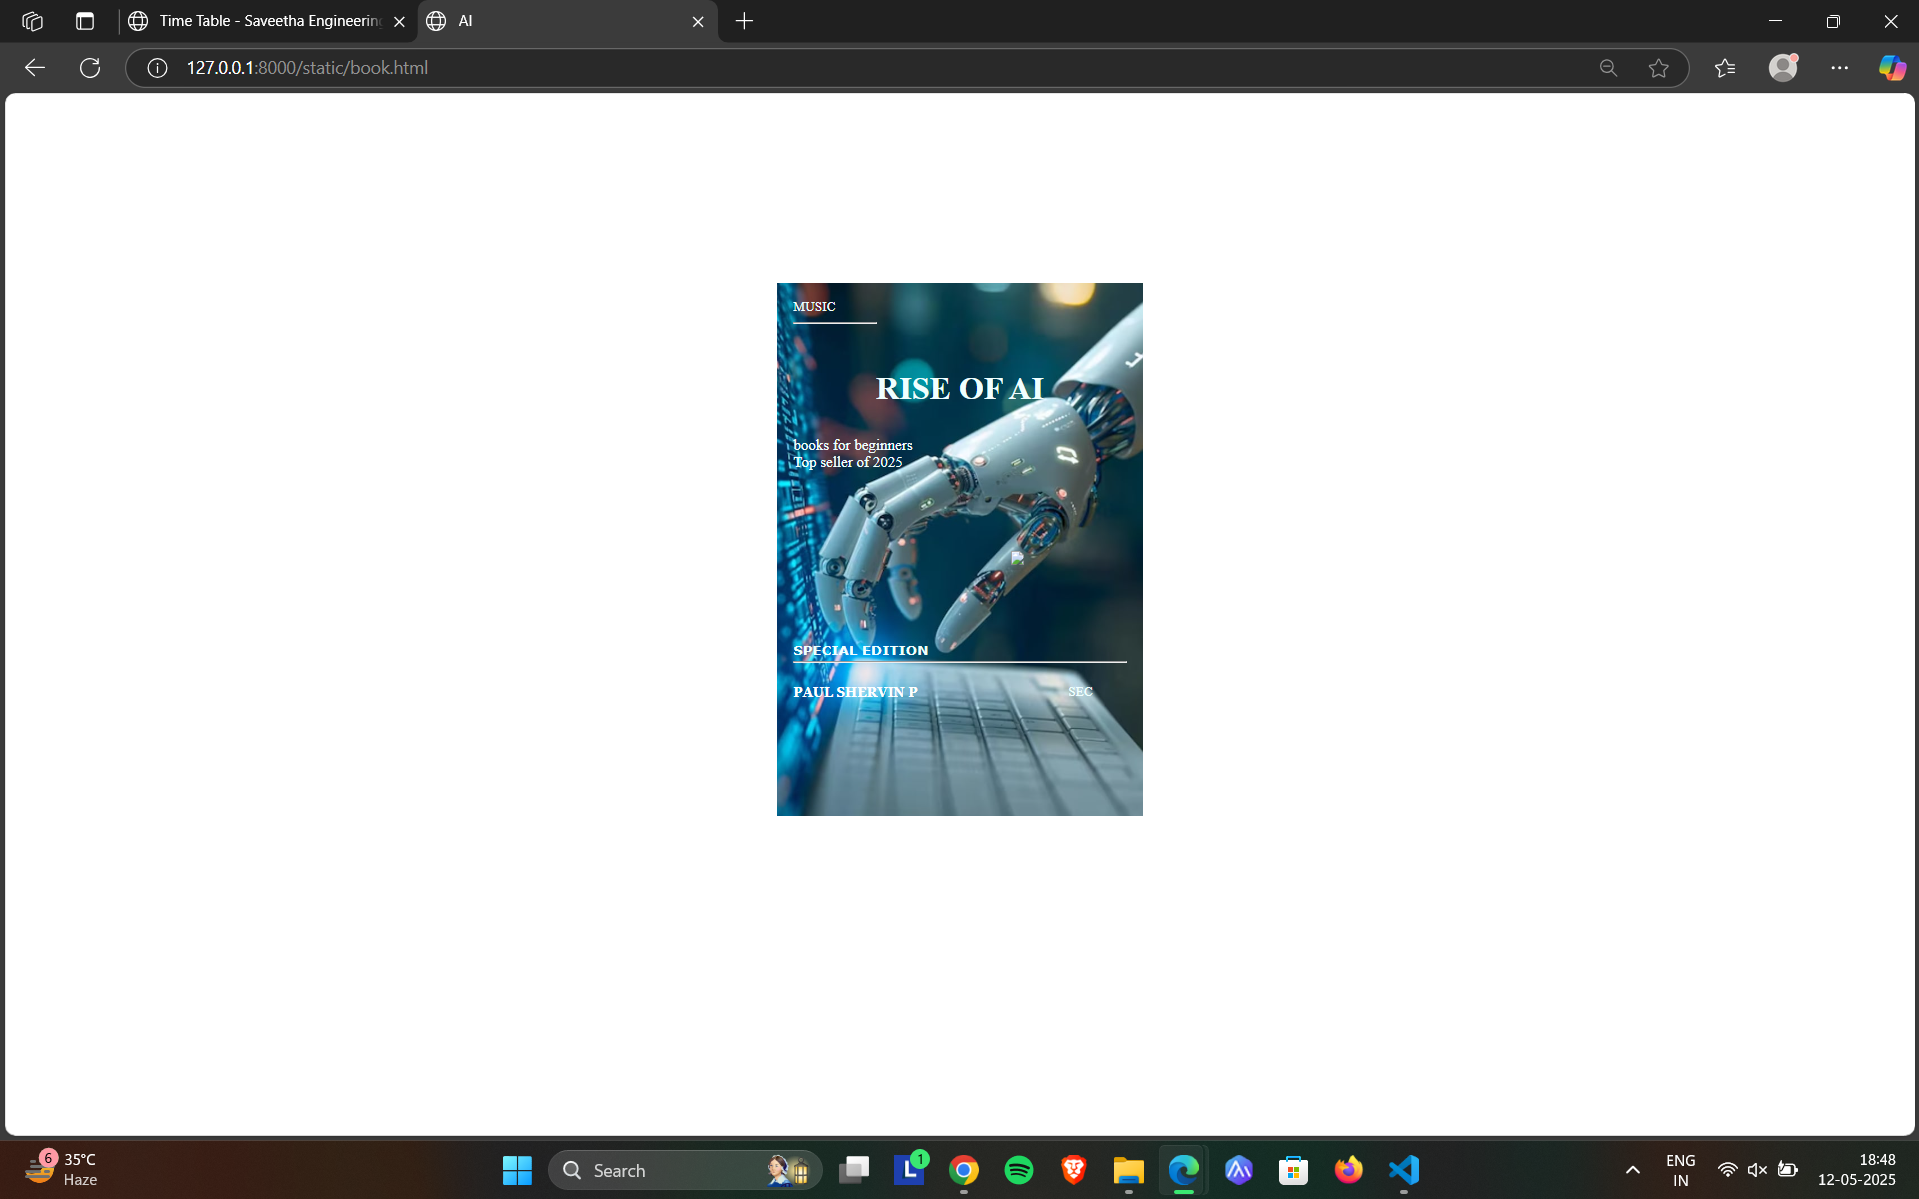 Time Table - Saveetha Engineering
AI
127.0.0.1:8000/static/book.html
MUSIC
RISE OF AI
books for beginners
Top seller of 2025
SPECIAL EDITION
PAUL SHERVIN P
SEC
6
35°C
Haze
Search
L
1
ENG
IN
18:48
12-05-2025